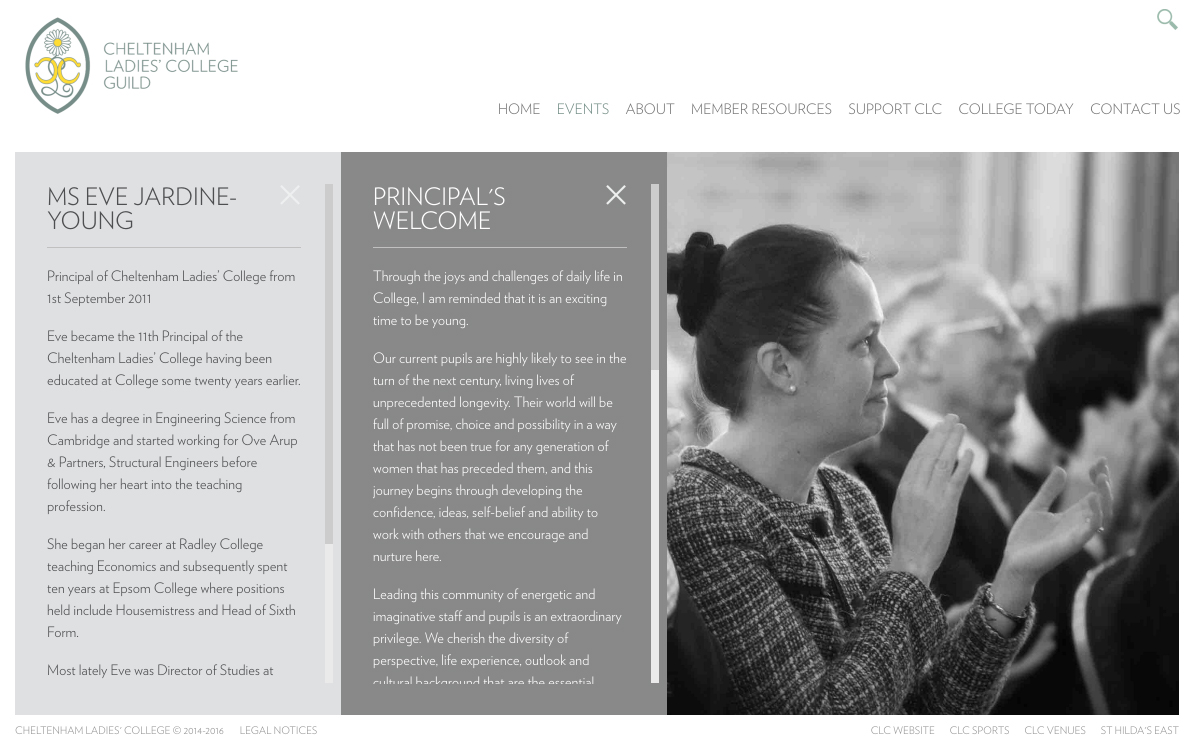 CHELTENHAM
LADIES' COLLEGE
GUILD
HOME EVENTS ABOUT MEMBER RESOURCES SUPPORT CLC COLLEGE TODAY CONTACT US
MS EVE JARDINE-
YOUNG
Principal of Cheltenham Ladies' College from
1st September 2011
Eve became the 11th Principal of the
Cheltenham Ladies' College having been
educated at College some twenty years earlier.
Eve has a degree in Engineering Science from
Cambridge and started working for Ove Arup
& Partners, Structural Engineers before
following her heart into the teaching
profession.
She began her career at Radley College
teaching Economics and subsequently spent
ten years at Epsom College where positions
held include Housemistress and Head of Sixth
Form.
Most lately Eve was Director of Studies at
PRINCIPAL'S
WELCOME
Through the joys and challenges of daily life in
College, I am reminded that it is an exciting
time to be young.
Our current pupils are highly likely to see in the
turn of the next century, living lives of
unprecedented longevity. Their world will be
full of promise, choice and possibility in a way
that has not been true for any generation of
women that has preceded them, and this
journey begins through developing the
confidence, ideas, self-belief and ability to
work with others that we encourage and
nurture here.
Leading this community of energetic and
imaginative staff and pupils is an extraordinary
privilege. We cherish the diversity of
perspective, life experience, outlook and
cultural background that are the essential
CHELTENHAM LADIES' COLLEGE © 2014-2016 LEGAL NOTICES
CLC WEBSITE CLC SPORTS CLC VENUES ST HILDA'S EAST